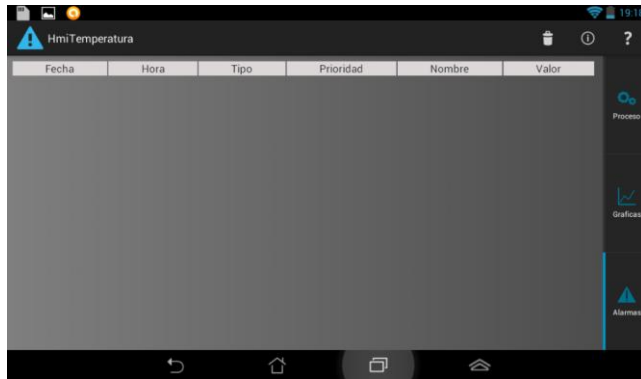 19:18
HmiTemperatura
?
Fecha Hora Tipo Prioridad Nombre Valor
Proceso
Graficas
Alarmas